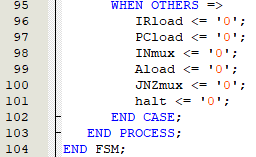 95 WHEN OTHERS =>
96 IRload <= '0';
97 PCload <= '0';
98 INmux <= '0';
99 Aload <= '0';
100 JNZmux <= '0';
101 halt <= '0';
102 END CASE;
103 END PROCESS;
104 END FSM;